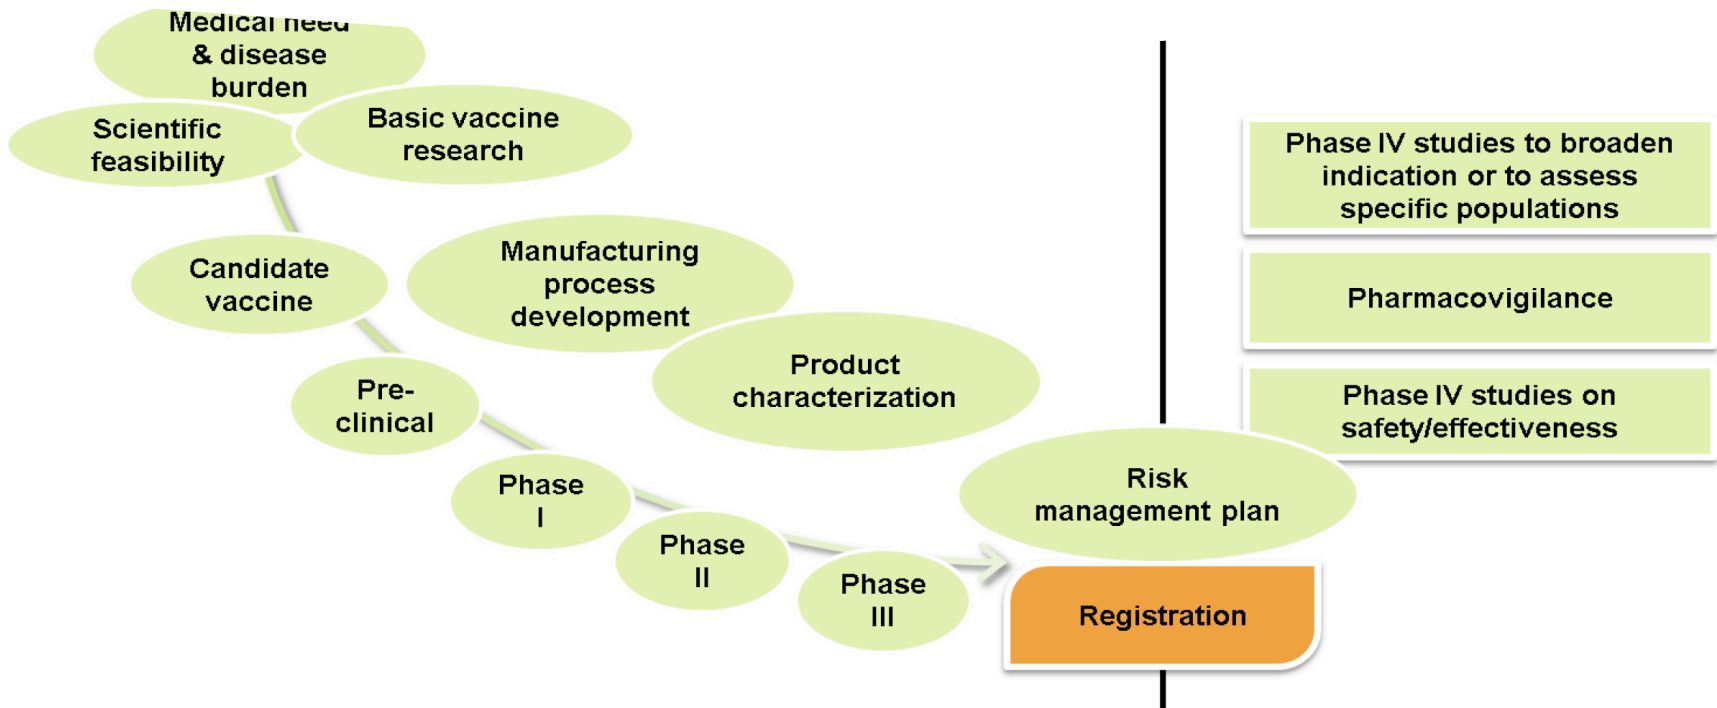 Medical need
& disease
burden
Scientific
feasibility
Basic vaccine
research
Candidate
vaccine
Manufacturing
process
development
Pre-
clinical
Product
characterization
Phase
I
Phase
II
Phase
III
Risk
management plan
Registration
Phase IV studies to broaden
indication or to assess
specific populations
Pharmacovigilance
Phase IV studies on
safety/effectiveness